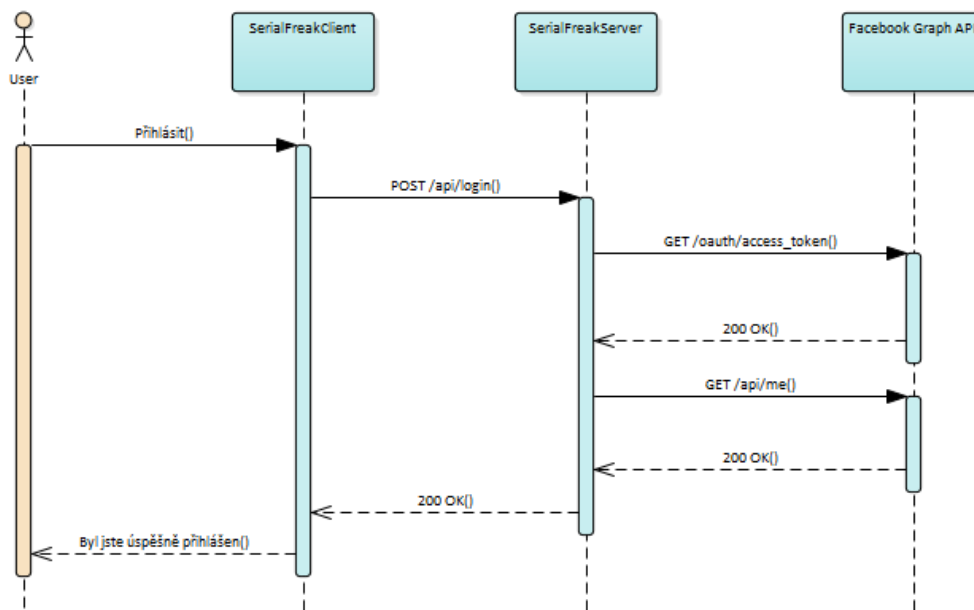 SerialFreakClient
SerialFreakServer
Facebook Graph API
User
Přihlásit()
POST /api/login()
GET /oauth/access_token()
200 OK()
GET /api/me()
200 OK()
200 OK()
Byl jste úspěšně přihlášen()